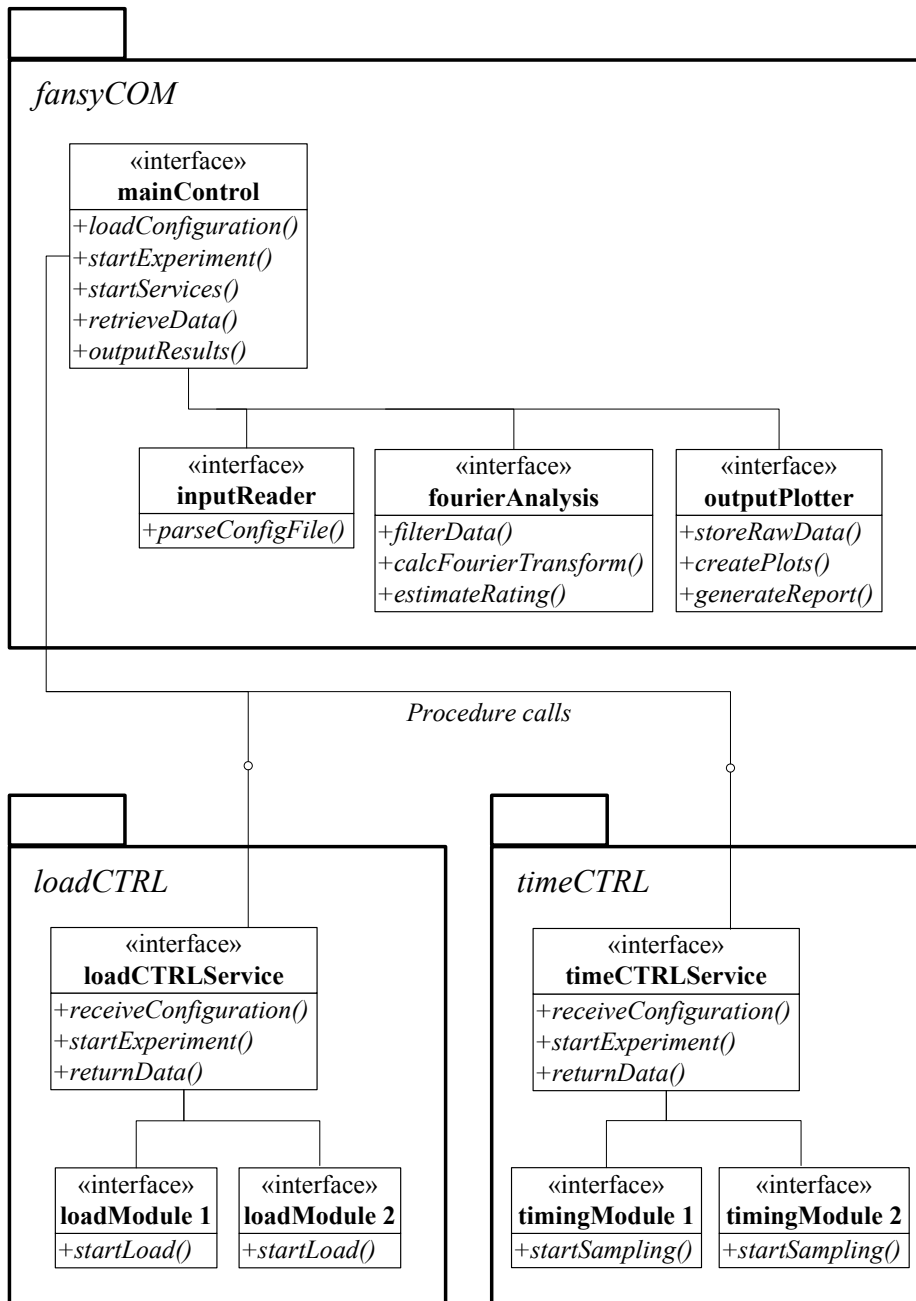 fansyCOM
«interface»
mainControl
+loadConfiguration()
+startExperiment()
+startServices()
+retrieveData()
+outputResults()
«interface»
inputReader
+parseConfigFile()
«interface»
fourierAnalysis
+filterData()
+calcFourierTransform()
+estimateRating()
«interface»
outputPlotter
+storeRawData()
+createPlots()
+generateReport()
Procedure calls
loadCTRL
«interface»
loadCTRLService
+receiveConfiguration()
+startExperiment()
+returnData()
«interface»
loadModule 1
+startLoad()
«interface»
loadModule 2
+startLoad()
timeCTRL
«interface»
timeCTRLService
+receiveConfiguration()
+startExperiment()
+returnData()
«interface»
timingModule 1
+startSampling()
«interface»
timingModule 2
+startSampling()